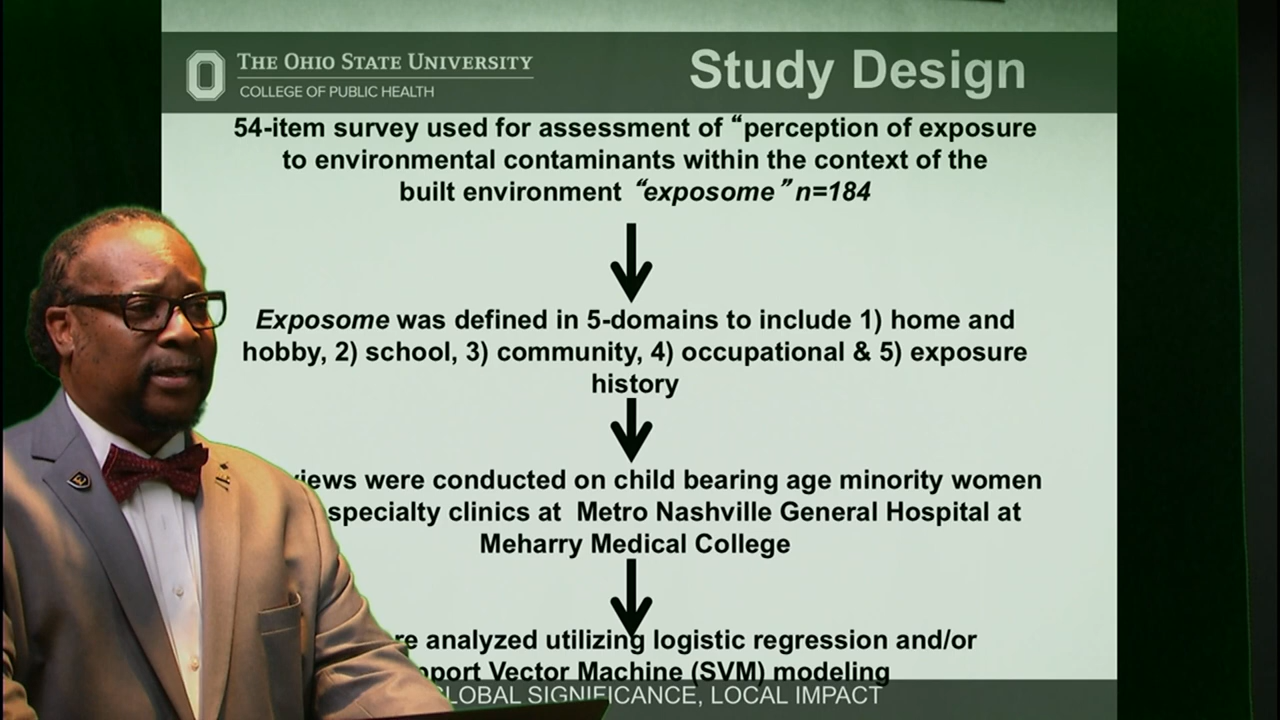 THE OHIO STATE UNIVERSITY
COLLEGE OF PUBLIC HEALTH
Study Design
54-item survey used for assessment of “perception of exposure
to environmental contaminants within the context of the
built environment “exposome” n=184
Exposome was defined in 5-domains to include 1) home and
hobby, 2) school, 3) community, 4) occupational & 5) exposure
history
were conducted on child bearing age minority women
specialty clinics at Metro Nashville General Hospital at
Meharry Medical College
analyzed utilizing logistic regression and/or
Vector Machine (SVM) modeling
GLOBAL SIGNIFICANCE, LOCAL IMPACT